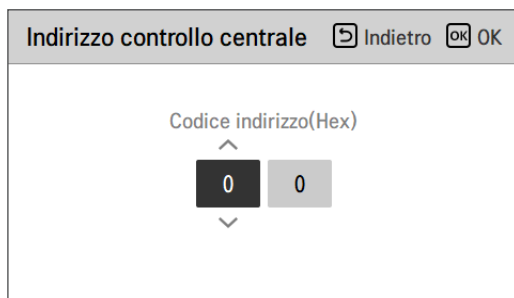 Indirizzo controllo centrale Indietro OK OK
Codice indirizzo(Hex)
0 0